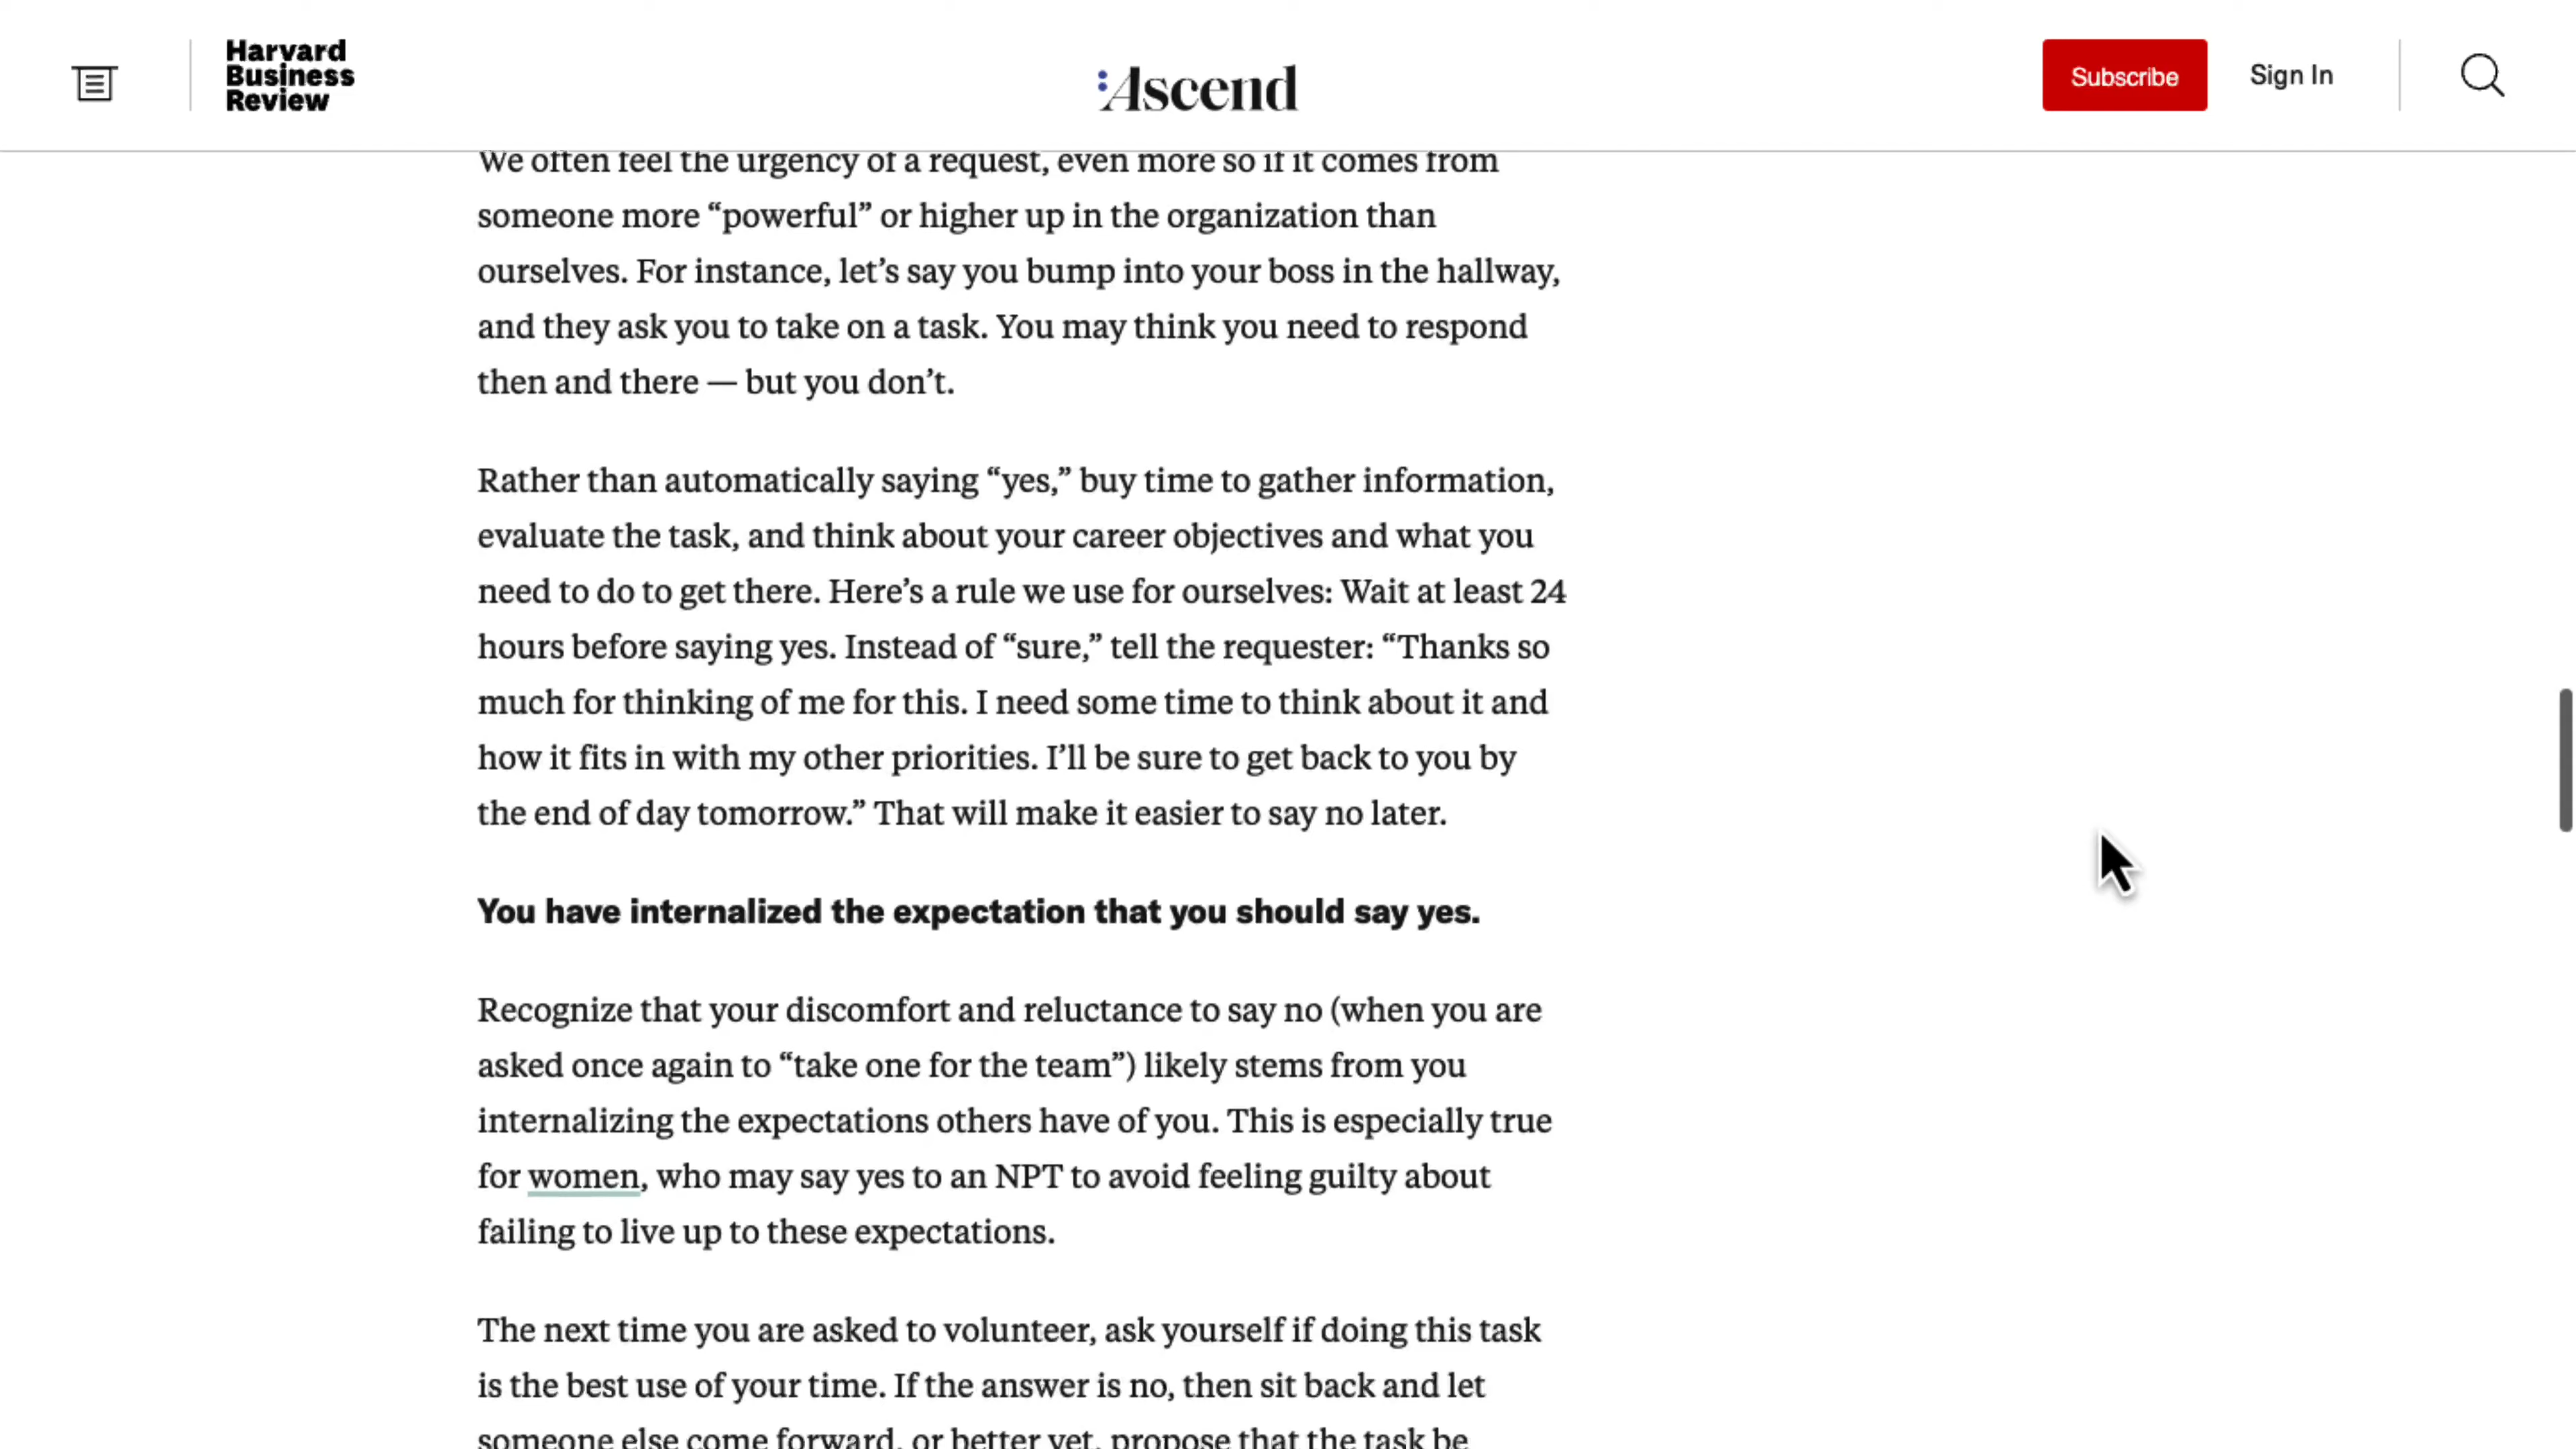 Harvard
Business
Review
Ascend
Subscribe
Sign In
We often feel the urgency of a request, even more so if it comes from
someone more “powerful” or higher up in the organization than
ourselves. For instance, let’s say you bump into your boss in the hallway,
and they ask you to take on a task. You may think you need to respond
then and there — but you don’t.
Rather than automatically saying “yes,” buy time to gather information,
evaluate the task, and think about your career objectives and what you
need to do to get there. Here’s a rule we use for ourselves: Wait at least 24
hours before saying yes. Instead of “sure,” tell the requester: “Thanks so
much for thinking of me for this. I need some time to think about it and
how it fits in with my other priorities. I’ll be sure to get back to you by
the end of day tomorrow.” That will make it easier to say no later.
You have internalized the expectation that you should say yes.
Recognize that your discomfort and reluctance to say no (when you are
asked once again to “take one for the team”) likely stems from you
internalizing the expectations others have of you. This is especially true
for women, who may say yes to an NPT to avoid feeling guilty about
failing to live up to these expectations.
The next time you are asked to volunteer, ask yourself if doing this task
is the best use of your time. If the answer is no, then sit back and let
someone else come forward, or better yet, propose that the task be